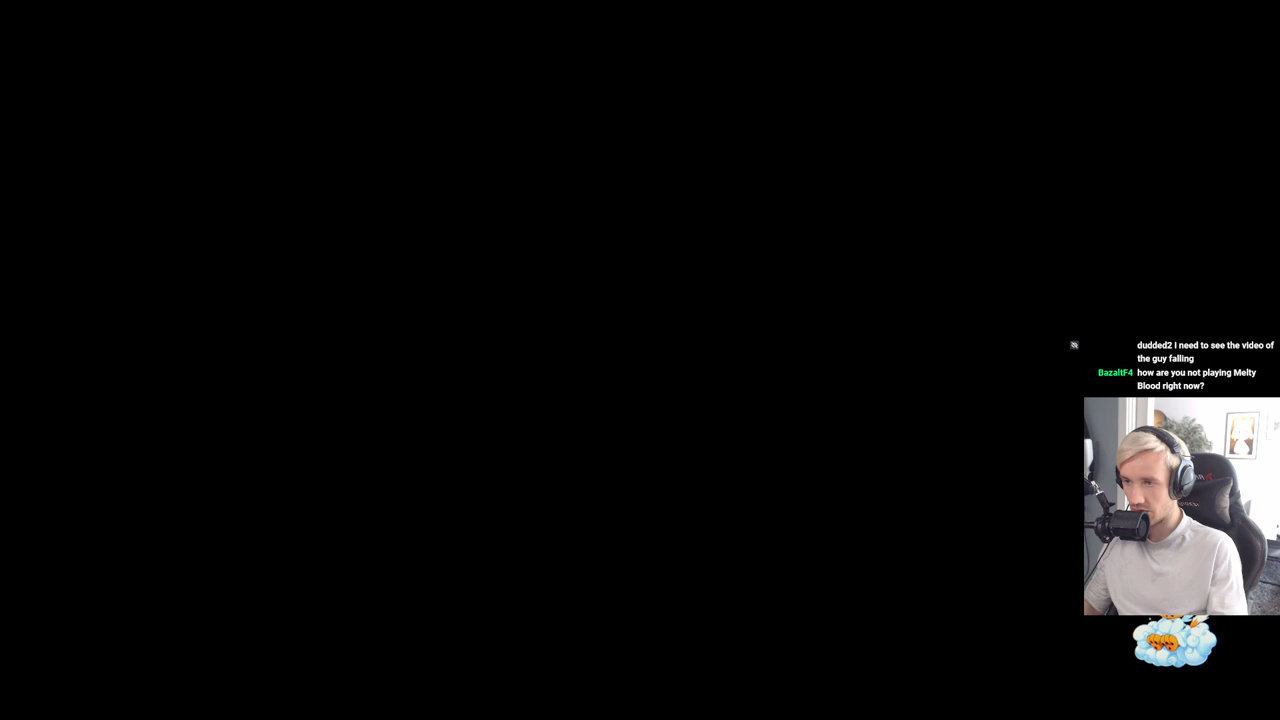 dudded2 I need to see the video of
the guy falling
BazaltF4 how are you not playing Melty
Blood right now?